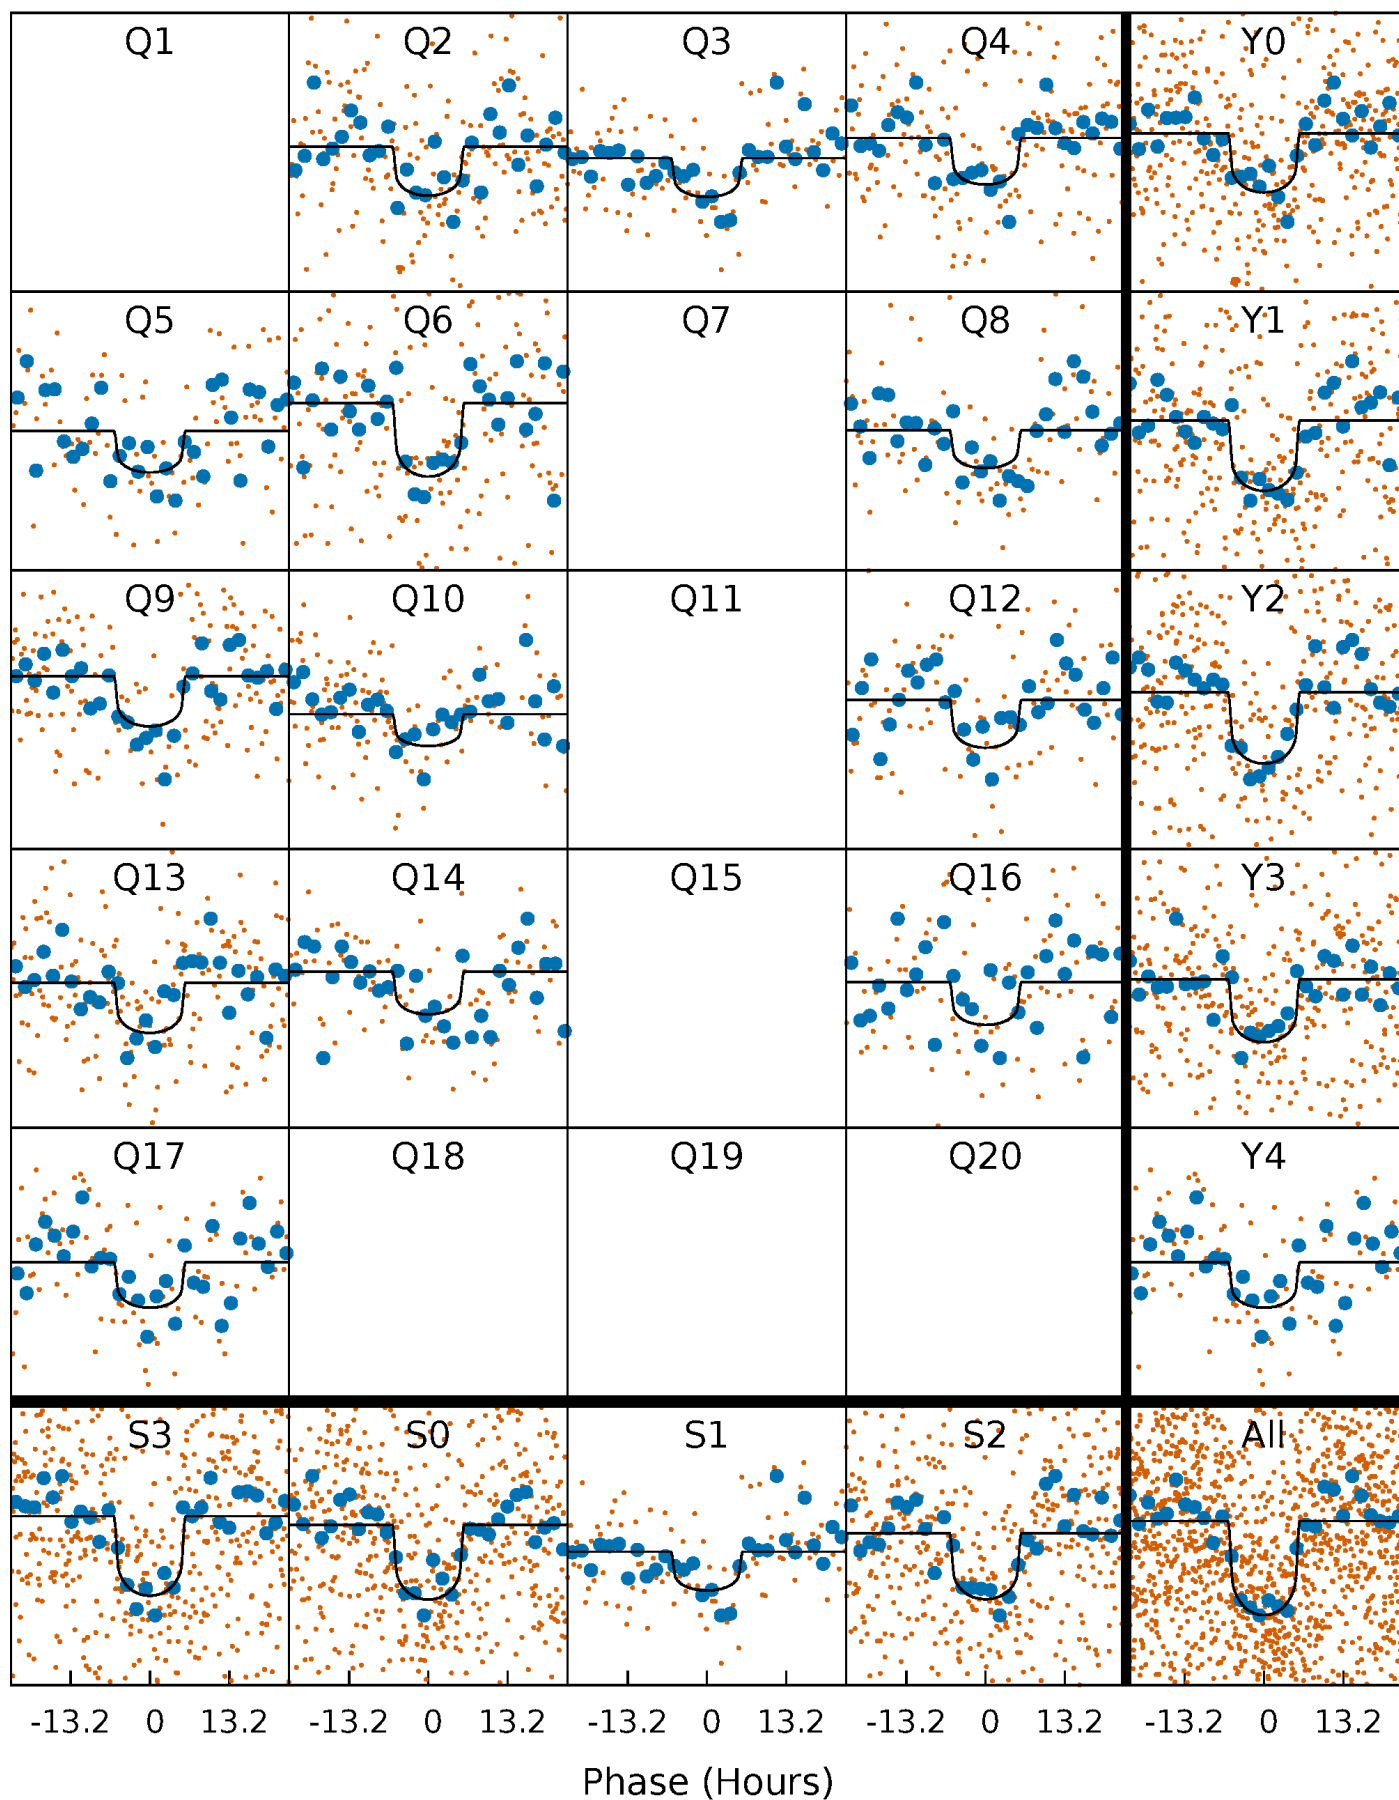 Q1 Q2 Q3 Q4 Y0
Q5 Q6 Q7 Q8 Y1
Q9 Q10 Q11 Q12 Y2
Q13 Q14 Q15 Q16 Y3
Q17 Q18 Q19 Q20 Y4
S3 S0 S1 S2 All
-13.2 0 13.2 -13.2 0 13.2 -13.2 0 13.2 -13.2 0 13.2 -13.2 0 13.2
Phase (Hours)